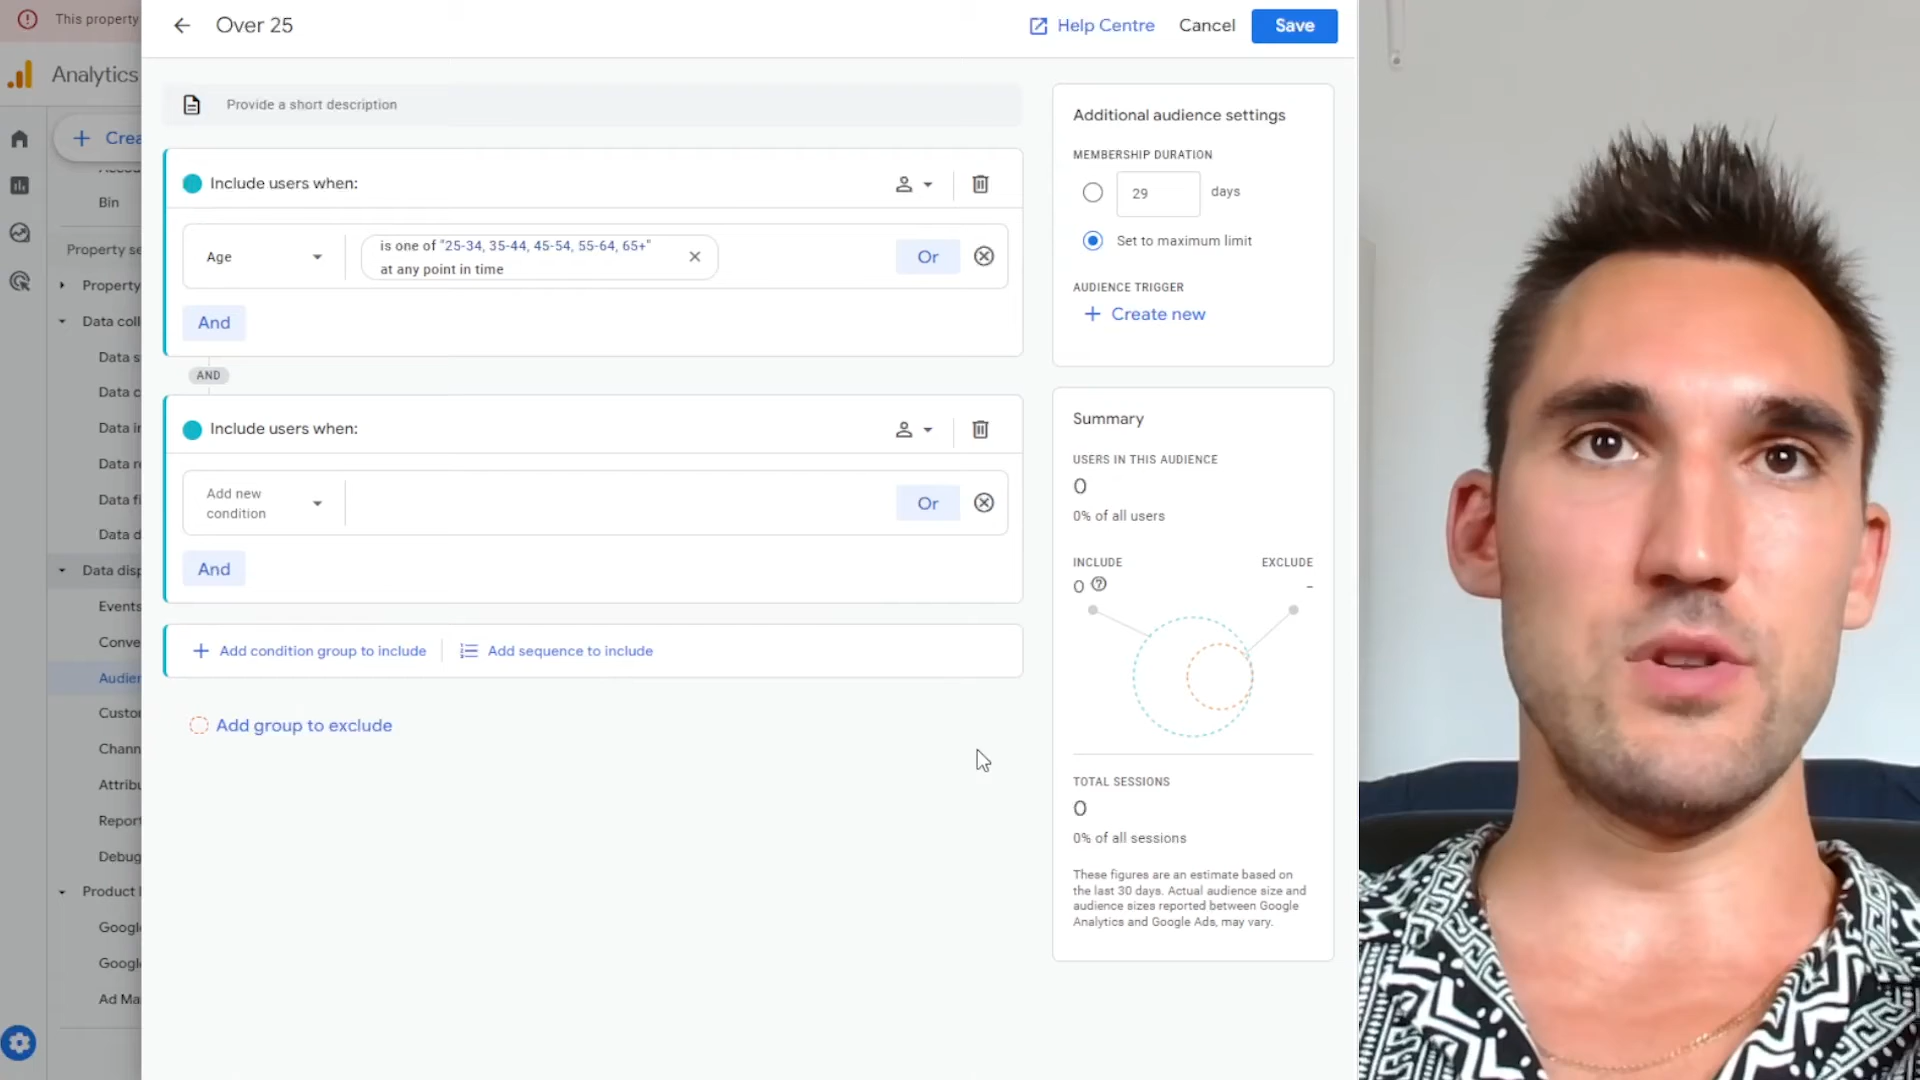 This property
Over 25
Help Centre
Cancel
Save
Analytics
Provide a short description
Additional audience settings
Crea
MEMBERSHIP DURATION
Include users when:
29
days
Bin
Age
is one of "25-34, 35-44, 45-54, 55-64, 65+"
at any point in time
Or
Set to maximum limit
Property se
Property
AUDIENCE TRIGGER
Create new
Data coll
And
Data s
AND
Data c
Include users when:
Summary
Data in
Data re
USERS IN THIS AUDIENCE
0
Add new
condition
Or
Data fi
0% of all users
Data d
And
Data disp
INCLUDE
EXCLUDE
0
-
Events
Conve
Add condition group to include
Add sequence to include
Audien
Custo
Add group to exclude
Chann
Attribu
TOTAL SESSIONS
0
Report
0% of all sessions
Debug
These figures are an estimate based on
the last 30 days. Actual audience size and
audience sizes reported between Google
Analytics and Google Ads, may vary.
Product l
Googl
Googl
Ad Ma